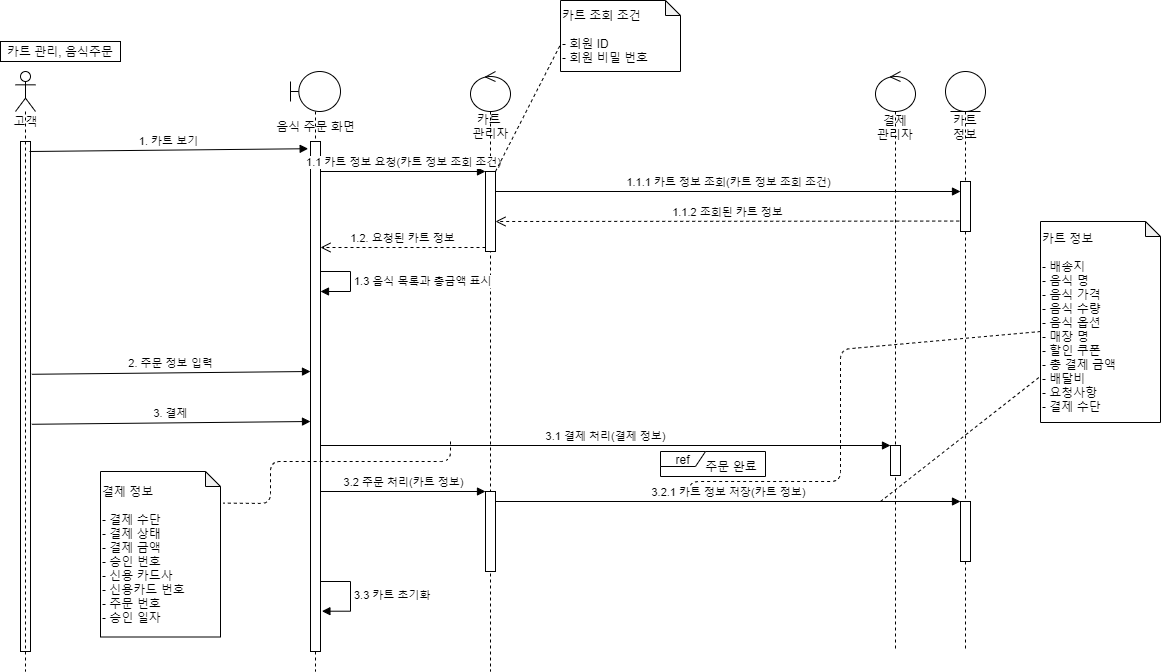 카트 조회 조건
- 회원 ID
- 회원 비밀 번호
카트 관리, 음식주문
고객
음식 주문 화면
카트
관리자
결제
관리자
카트
정보
1. 카트 보기
1.1 카트 정보 요청(카트 정보 조회 조건)
1.1.1 카트 정보 조회(카트 정보 조회 조건)
1.1.2 조회된 카트 정보
1.2. 요청된 카트 정보
1.3 음식 목록과 총금액 표시
카트 정보
- 배송지
- 음식 명
- 음식 가격
- 음식 수량
- 음식 옵션
- 매장 명
- 할인 쿠폰
- 총 결제 금액
- 배달비
- 요청사항
- 결제 수단
2. 주문 정보 입력
3. 결제
3.1 결제 처리(결제 정보)
ref
주문 완료
3.2 주문 처리(카트 정보)
3.2.1 카트 정보 저장(카트 정보)
결제 정보
- 결제 수단
- 결제 상태
- 결제 금액
- 승인 번호
- 신용 카드사
- 신용카드 번호
- 주문 번호
- 승인 일자
3.3 카트 초기화